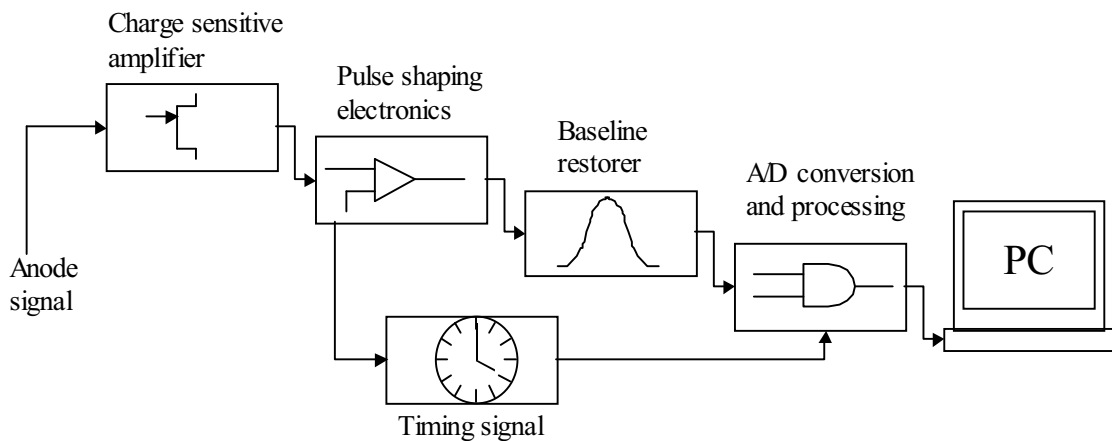 Charge sensitive
amplifier
Pulse shaping
electronics
Baseline
restorer
A/D conversion
and processing
PC
Anode
signal
Timing signal